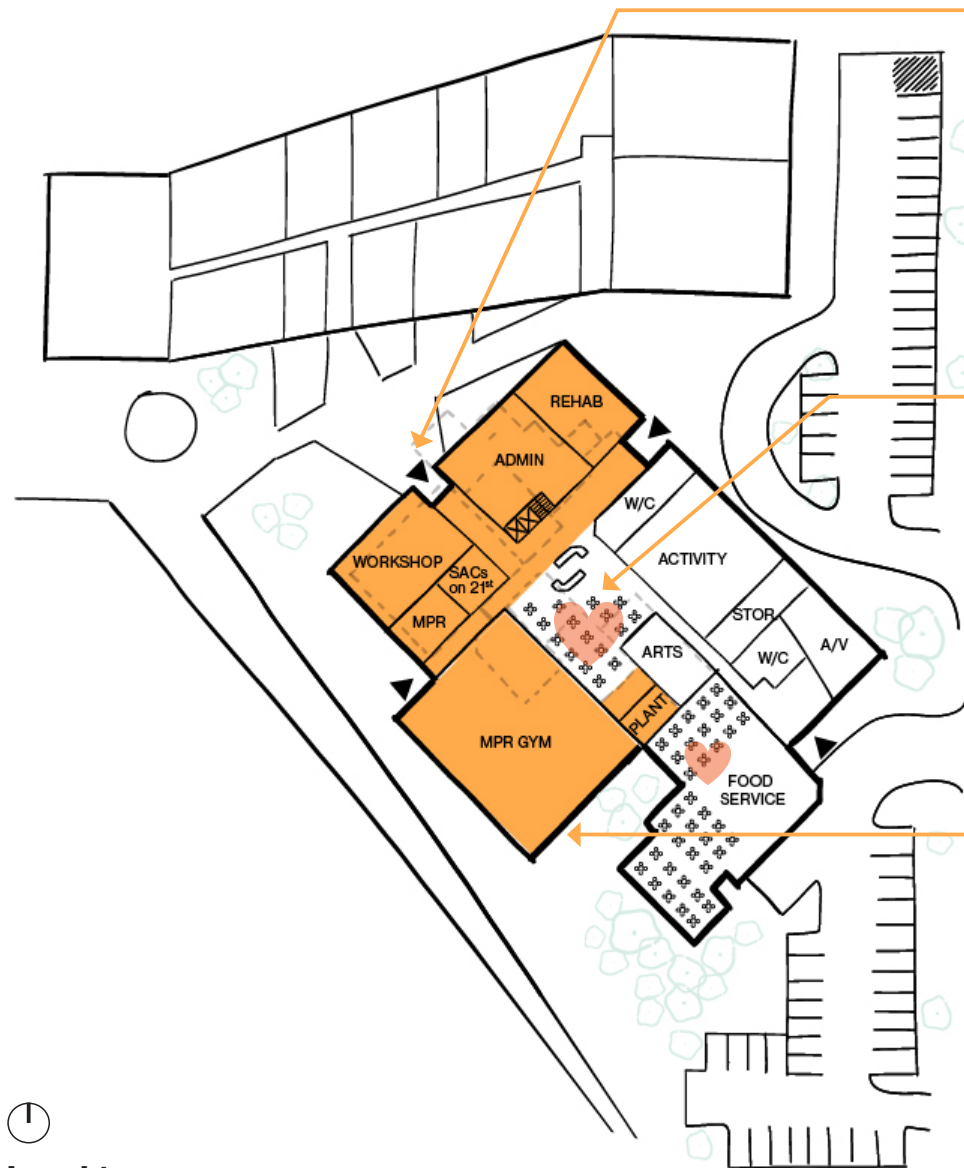 REHAB
ADMIN
W/C
WORKSHOP
ACTIVITY
SACs
on 21st
MPR
STOR
ARTS
W/C
A/V
PLANT
MPR GYM
FOOD
SERVICE